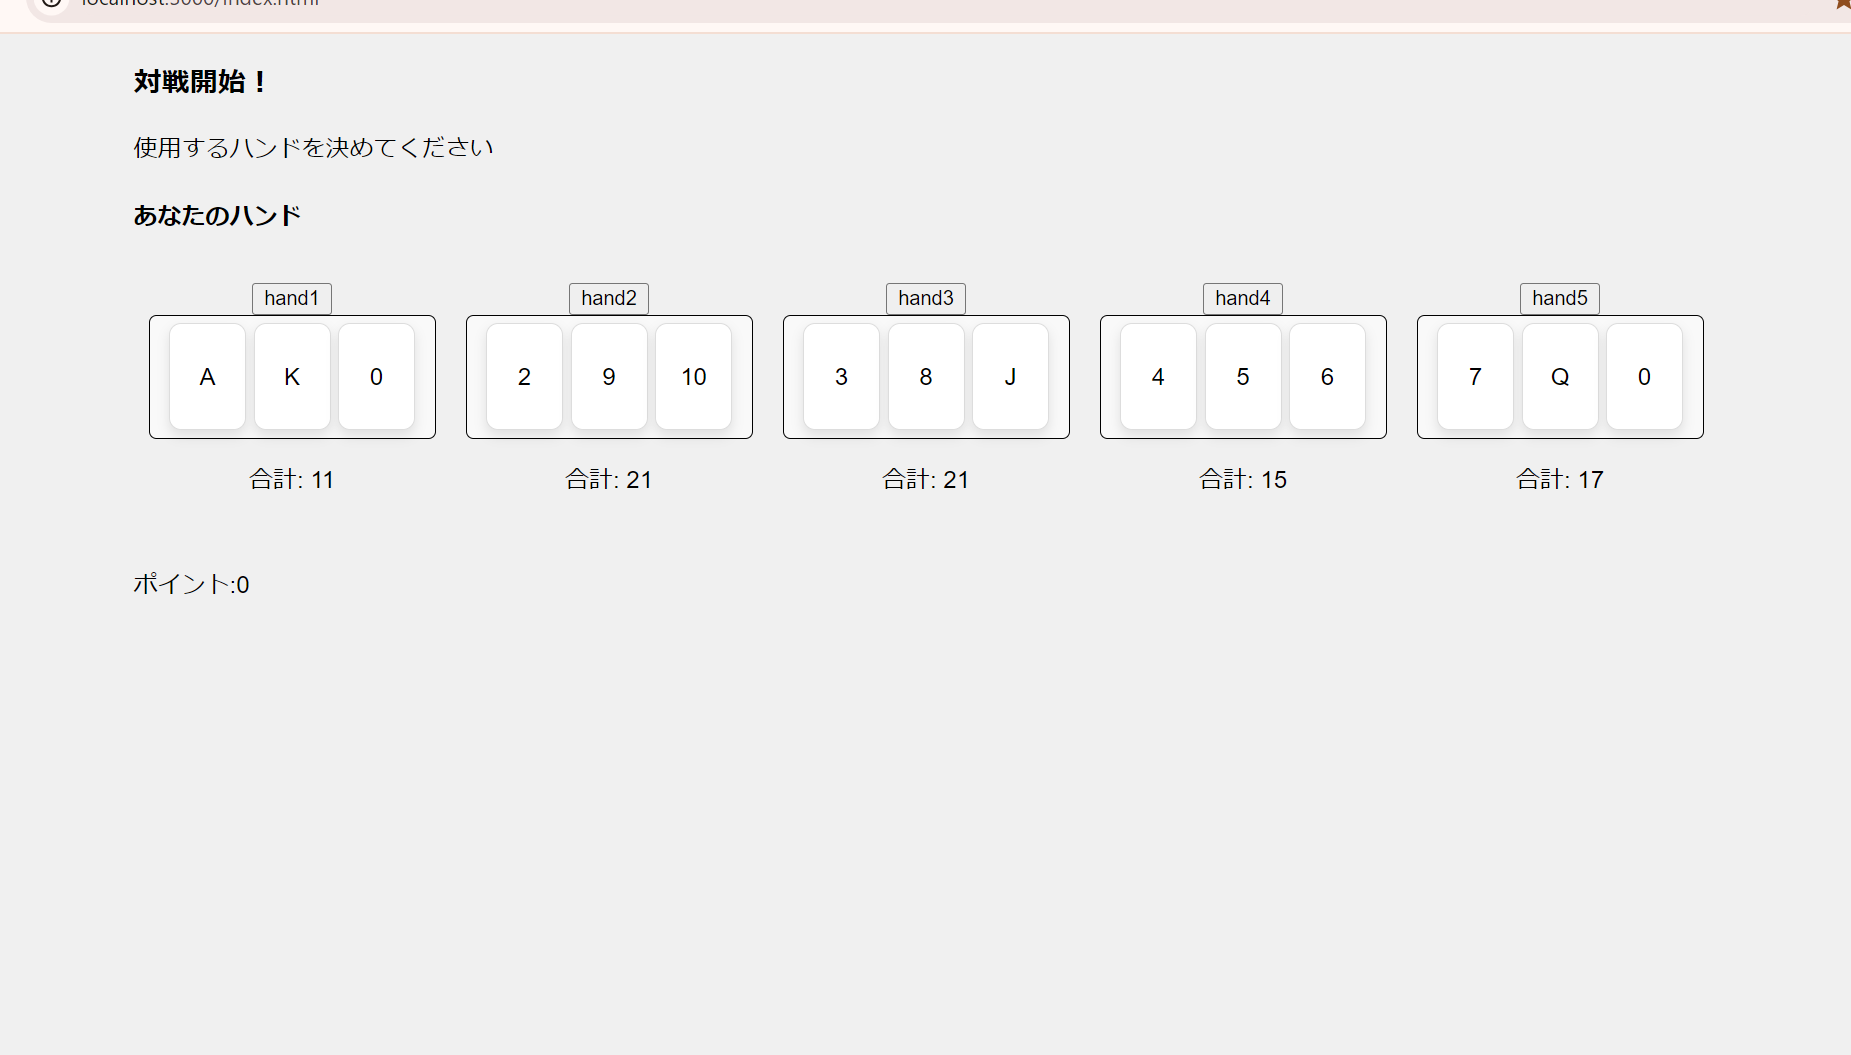 localhost:3000/index.html
対戦開始！
使用するハンドを決めてください
あなたのハンド
hand1 hand2 hand3 hand4 hand5
A K 0 2 9 10 3 8 J 4 5 6 7 Q 0
合計: 11 合計: 21 合計: 21 合計: 15 合計: 17
ポイント:0